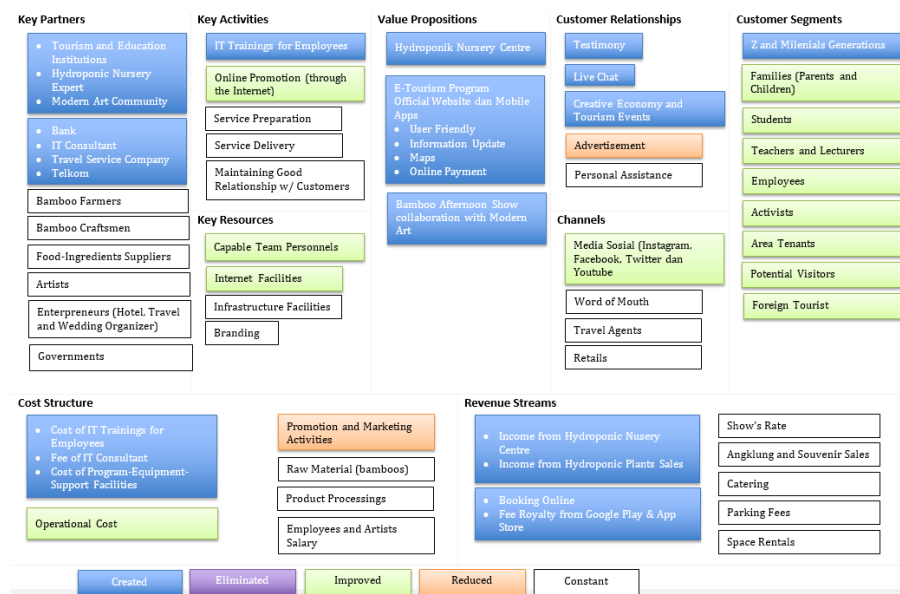 Key Partners
Tourism and Education
Institutions
Hydroponic Nursery
Expert
Modern Art Community
Bank
IT Consultant
Travel Service Company
Telkom
Bamboo Farmers
Bamboo Craftsmen
Food-Ingredients Suppliers
Artists
Enterpreneurs (Hotel, Travel
and Wedding Organizer)
Governments
Key Activities
IT Trainings for Employees
Online Promotion (through
the Internet)
Service Preparation
Service Delivery
Maintaining Good
Relationship w/ Customers
Key Resources
Capable Team Personnels
Internet Facilities
Infrastructure Facilities
Branding
Value Propositions
Hydroponik Nursery Centre
E-Tourism Program
Official Website dan Mobile
Apps
User Friendly
Information Update
Maps
Online Payment
Bamboo Afternoon Show
collaboration with Modern
Art
Customer Relationships
Testimony
Live Chat
Creative Economy and
Tourism Events
Advertisement
Personal Assistance
Channels
Media Sosial (Instagram,
Facebook, Twitter dan
Youtube
Word of Mouth
Travel Agents
Retails
Customer Segments
Z and Milenials Generations
Families (Parents and
Children)
Students
Teachers and Lecturers
Employees
Activists
Area Tenants
Potential Visitors
Foreign Tourist
Cost Structure
Cost of IT Trainings for
Employees
Fee of IT Consultant
Cost of Program-Equipment-
Support Facilities
Operational Cost
Promotion and Marketing
Activities
Raw Material (bamboos)
Product Processings
Employees and Artists
Salary
Revenue Streams
Income from Hydroponic Nusery
Centre
Income from Hydroponic Plants Sales
Booking Online
Fee Royalty from Google Play & App
Store
Show's Rate
Angklung and Souvenir Sales
Catering
Parking Fees
Space Rentals
Created
Eliminated
Improved
Reduced
Constant